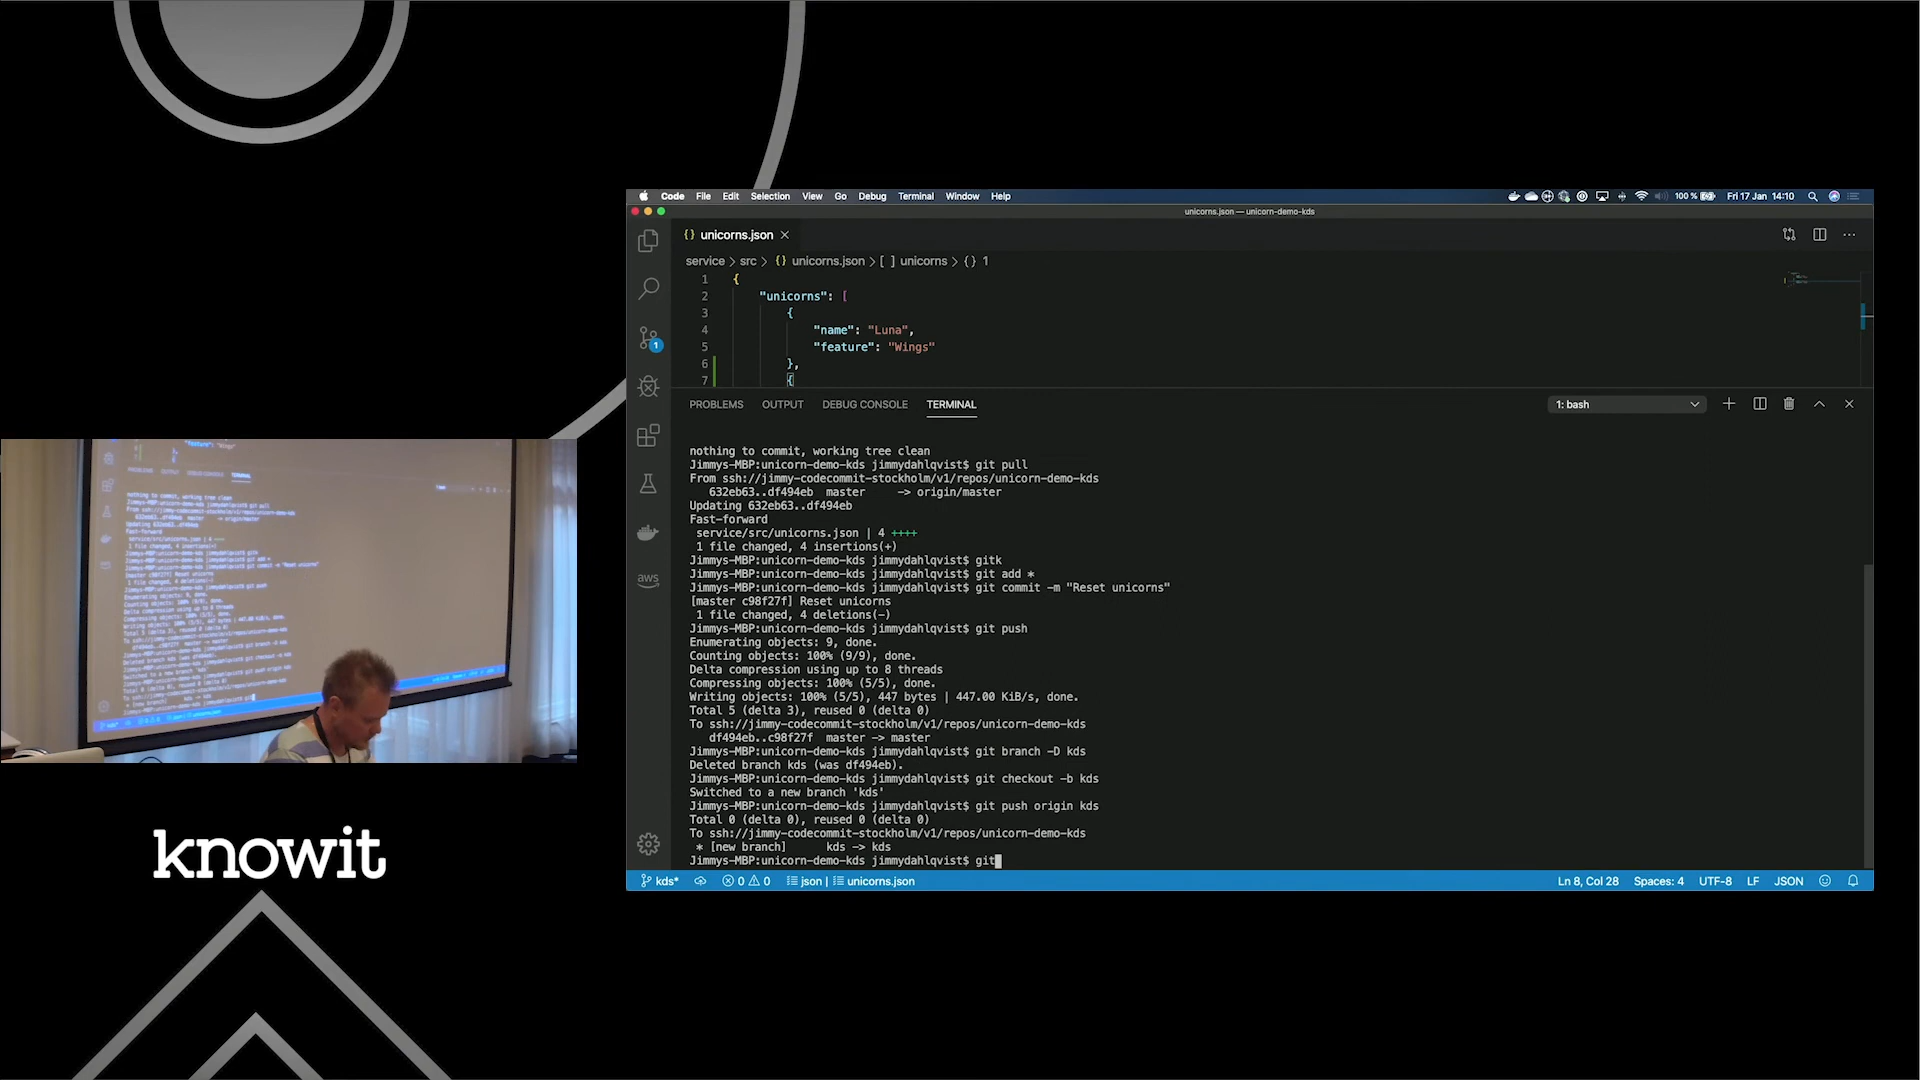 Code File Edit Selection View Go Debug Terminal Window Help
100 % Fri 17 Jan 14:10
unicorns.json — unicorn-demo-kds
{} unicorns.json
service > src > {} unicorns.json > [ ] unicorns > {} 1
1 {
2 "unicorns": [
3 {
4 "name": "Luna",
5 "feature": "Wings"
6 },
7 {
1
aws
PROBLEMS OUTPUT DEBUG CONSOLE TERMINAL
1: bash
nothing to commit, working tree clean
Jimmys-MBP:unicorn-demo-kds jimmydahlqvist$ git pull
From ssh://jimmy-codecommit-stockholm/v1/repos/unicorn-demo-kds
632eb63..df494eb master -> origin/master
Updating 632eb63..df494eb
Fast-forward
service/src/unicorns.json | 4 ++++
1 file changed, 4 insertions(+)
Jimmys-MBP:unicorn-demo-kds jimmydahlqvist$ gitk
Jimmys-MBP:unicorn-demo-kds jimmydahlqvist$ git add *
Jimmys-MBP:unicorn-demo-kds jimmydahlqvist$ git commit -m "Reset unicorns"
[master c98f27f] Reset unicorns
1 file changed, 4 deletions(-)
Jimmys-MBP:unicorn-demo-kds jimmydahlqvist$ git push
Enumerating objects: 9, done.
Counting objects: 100% (9/9), done.
Delta compression using up to 8 threads
Compressing objects: 100% (5/5), done.
Writing objects: 100% (5/5), 447 bytes | 447.00 KiB/s, done.
Total 5 (delta 3), reused 0 (delta 0)
To ssh://jimmy-codecommit-stockholm/v1/repos/unicorn-demo-kds
df494eb..c98f27f master -> master
Jimmys-MBP:unicorn-demo-kds jimmydahlqvist$ git branch -D kds
Deleted branch kds (was df494eb).
Jimmys-MBP:unicorn-demo-kds jimmydahlqvist$ git checkout -b kds
Switched to a new branch 'kds'
Jimmys-MBP:unicorn-demo-kds jimmydahlqvist$ git push origin kds
Total 0 (delta 0), reused 0 (delta 0)
To ssh://jimmy-codecommit-stockholm/v1/repos/unicorn-demo-kds
* [new branch] kds -> kds
Jimmys-MBP:unicorn-demo-kds jimmydahlqvist$ git
kds* 0 0 json | unicorns.json Ln 8, Col 28 Spaces: 4 UTF-8 LF JSON
knowit